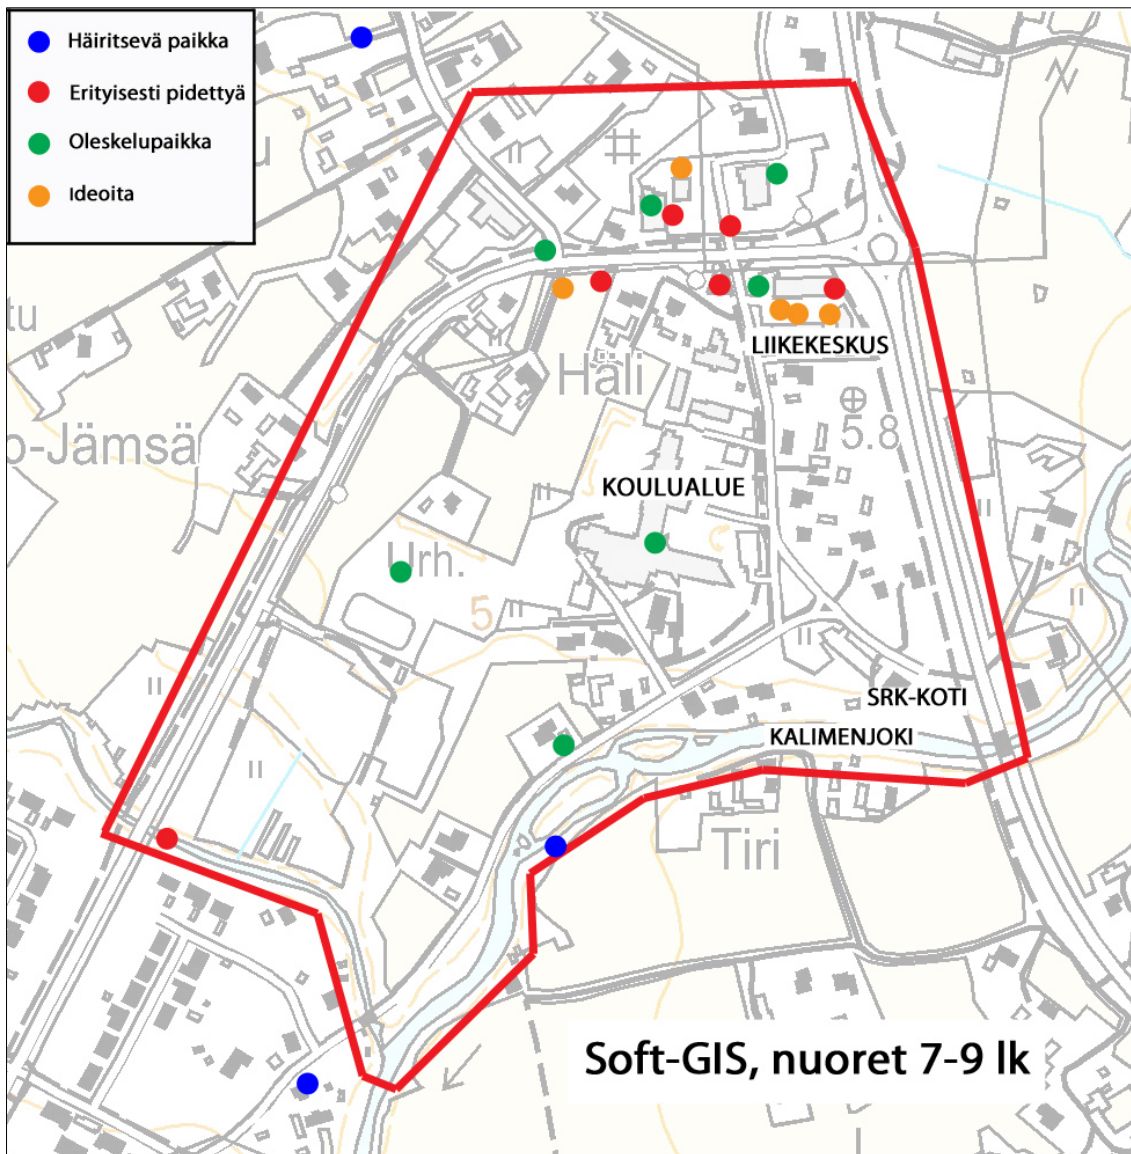 Häiritsevä paikka
Erityisesti pidettyä
Oleskelupaikka
Ideoita
u
tu
LIIKEKESKUS
Häli
5.8
o-Jämsä
KOULUALUE
Urh.
5
SRK-KOTI
KALIMENJOKI
Tiri
Soft-GIS, nuoret 7-9 lk